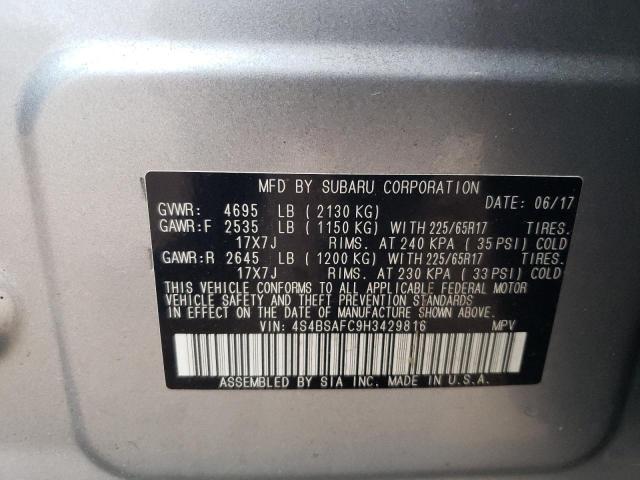 MFD BY SUBARU CORPORATION
GVWR: 4695 LB ( 2130 KG) DATE: 06/17
GAWR:F 2535 LB ( 1150 KG) WITH 225/65R17 TIRES.
17X7J RIMS. AT 240 KPA ( 35 PSI) COLD
GAWR:R 2645 LB ( 1200 KG) WITH 225/65R17 TIRES.
17X7J RIMS. AT 230 KPA ( 33 PSI) COLD
THIS VEHICLE CONFORMS TO ALL APPLICABLE FEDERAL MOTOR
VEHICLE SAFETY AND THEFT PREVENTION STANDARDS
IN EFFECT ON THE DATE OF MANUFACTURE SHOWN ABOVE.
VIN: 4S4BSAFC9H3429816 MPV
ASSEMBLED BY SIA INC. MADE IN U.S.A.